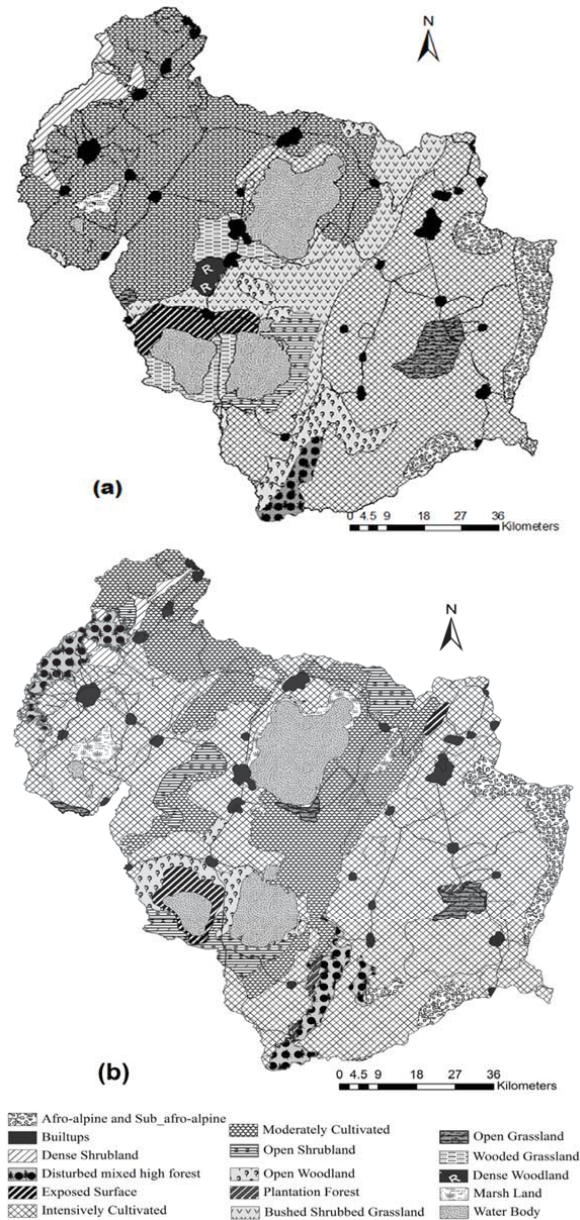 N
R
R
(a)
0 4.5 9 18 27 36
Kilometers
N
(b)
0 4.5 9 18 27 36
Kilometers
Afro-alpine and Sub_afro-alpine
Builtups
Dense Shrubland
Disturbed mixed high forest
Exposed Surface
Intensively Cultivated
Moderately Cultivated
Open Shrubland
Open Woodland
Plantation Forest
Bushed Shrubbed Grassland
Open Grassland
Wooded Grassland
R Dense Woodland
Marsh Land
Water Body